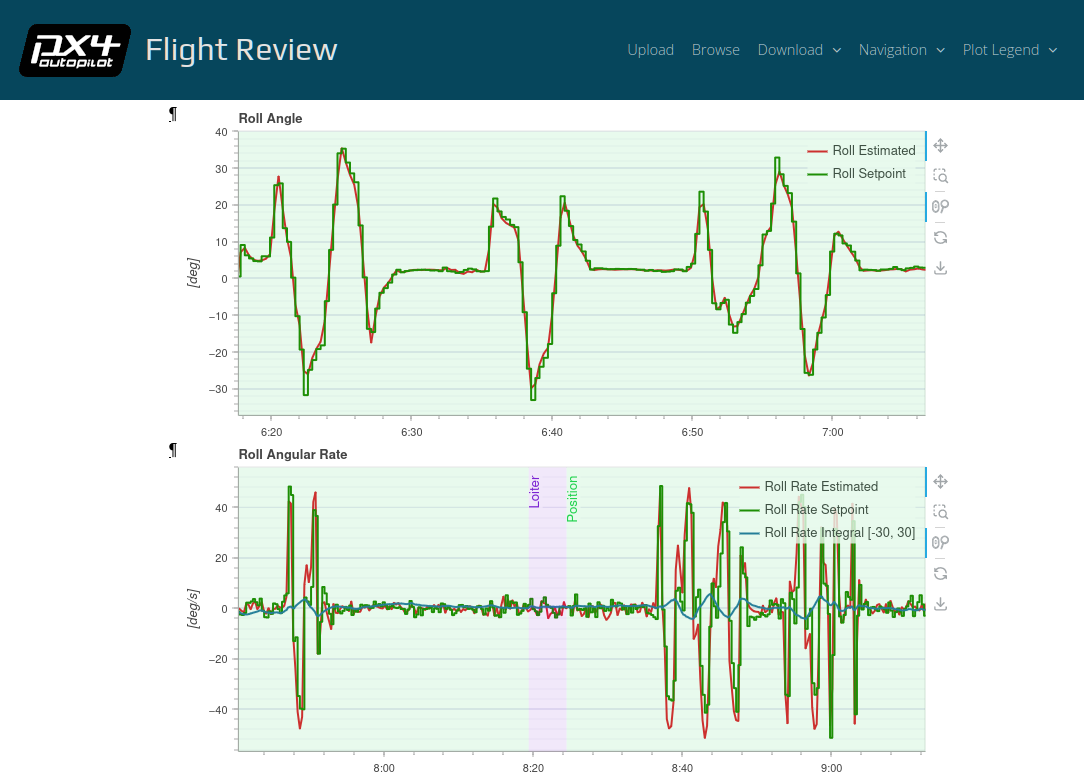 PX4
autopilot
Flight Review
Upload Browse Download Navigation Plot Legend
¶
Roll Angle
40
30
20
10
0
−10
−20
−30
[deg]
Roll Estimated
Roll Setpoint
6:20 6:30 6:40 6:50 7:00
¶
Roll Angular Rate
40
20
0
−20
−40
[deg/s]
Loiter
Position
Roll Rate Estimated
Roll Rate Setpoint
Roll Rate Integral [-30, 30]
8:00 8:20 8:40 9:00